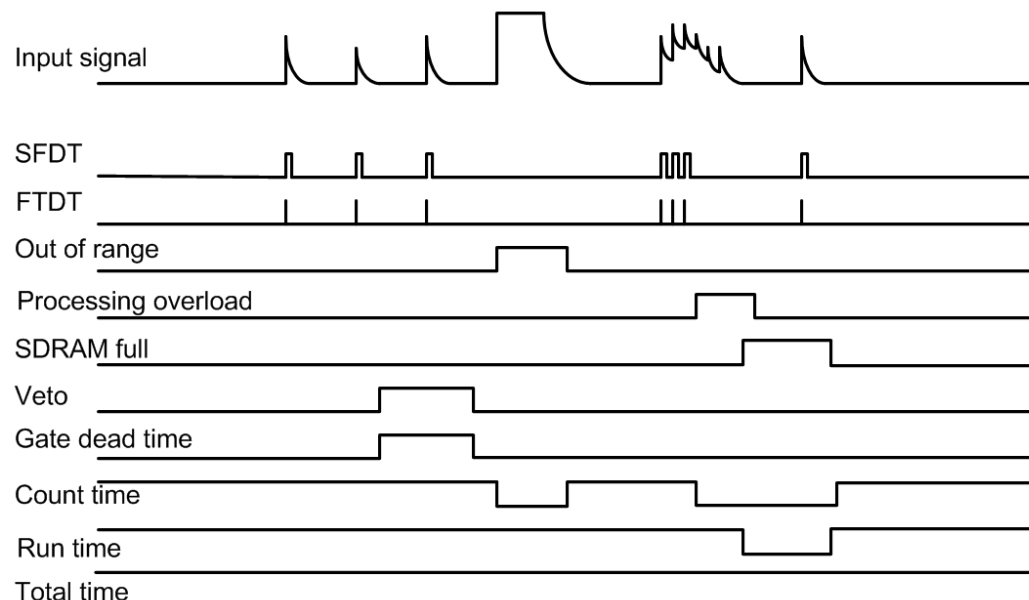 Input signal
SFDT
FTDT
Out of range
Processing overload
SDRAM full
Veto
Gate dead time
Count time
Run time
Total time